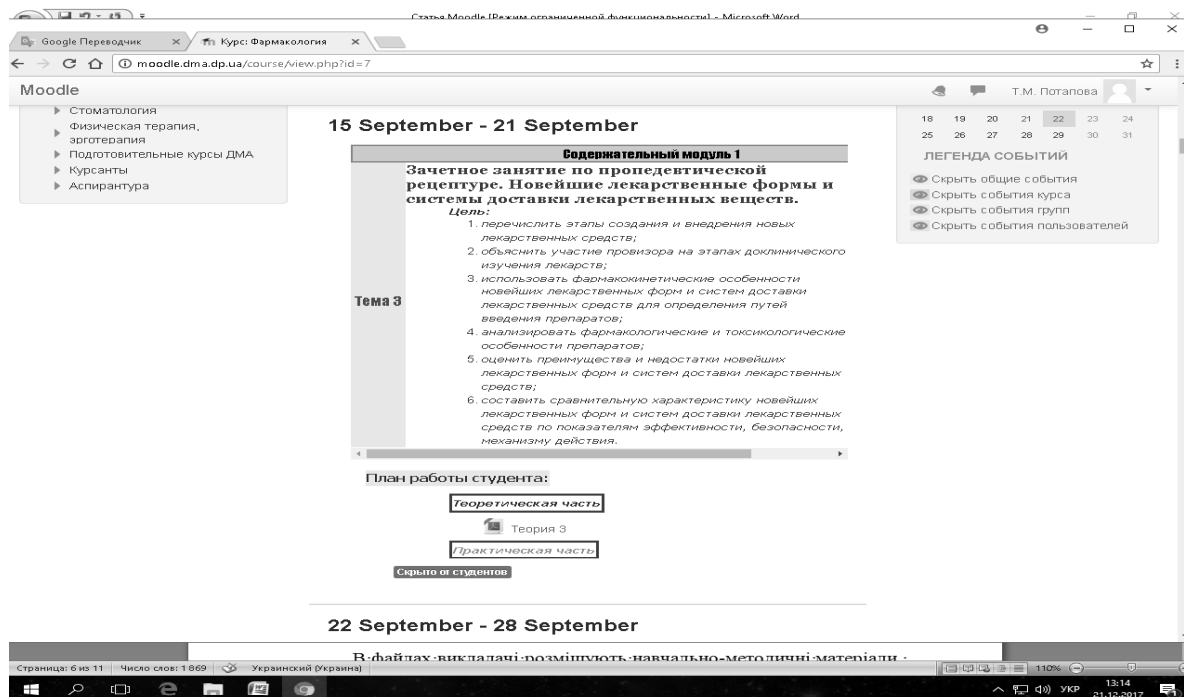 Статья Moodle [Режим ограниченной функциональности] - Microsoft Word
Google Переводчик
Курс: Фармакология
moodle.dma.dp.ua/course/view.php?id=7
Moodle
Т.М. Потапова
Стоматология
Физическая терапия,
эрготерапия
Подготовительные курсы ДМА
Курсанты
Аспирантура
15 September - 21 September
Содержательный модуль 1
Тема 3
Зачетное занятие по пропедевтической
рецептуре. Новейшие лекарственные формы и
системы доставки лекарственных веществ.
Цель:
1. перечислить этапы создания и внедрения новых
лекарственных средств;
2. объяснить участие провизора на этапах доклинического
изучения лекарств;
3. использовать фармакокинетические особенности
новейших лекарственных форм и систем доставки
лекарственных средств для определения путей
введения препаратов;
4. анализировать фармакологические и токсикологические
особенности препаратов;
5. оценить преимущества и недостатки новейших
лекарственных форм и систем доставки лекарственных
средств;
6. составить сравнительную характеристику новейших
лекарственных форм и систем доставки лекарственных
средств по показателям эффективности, безопасности,
механизму действия.
План работы студента:
Теоретическая часть
Теория 3
Практическая часть
Скрыто от студентов
22 September - 28 September
18 19 20 21 22 23 24
25 26 27 28 29 30 31
ЛЕГЕНДА СОБЫТИЙ
Скрыть общие события
Скрыть события курса
Скрыть события групп
Скрыть события пользователей
В файлах викладачі розміщують навчально-методичні матеріали
Страница: 6 из 11 Число слов: 1 869 Украинский (Украина) 110%
УКР
13:14
21.12.2017